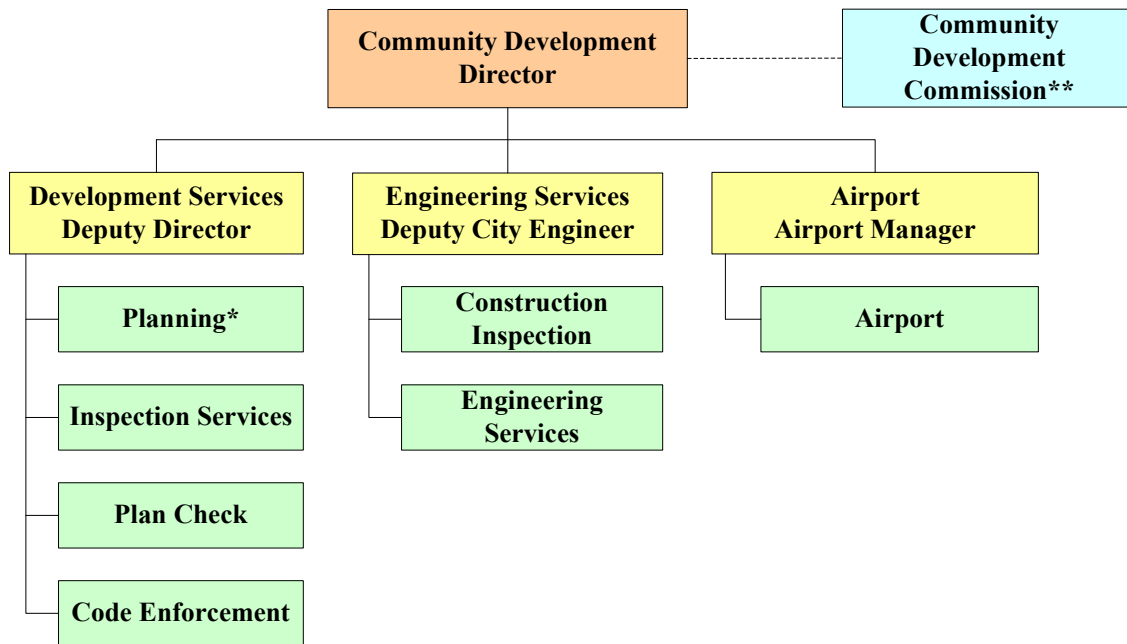 Community Development
Director
Community
Development
Commission**
Development Services
Deputy Director
Engineering Services
Deputy City Engineer
Airport
Airport Manager
Planning*
Inspection Services
Plan Check
Code Enforcement
Construction
Inspection
Engineering
Services
Airport